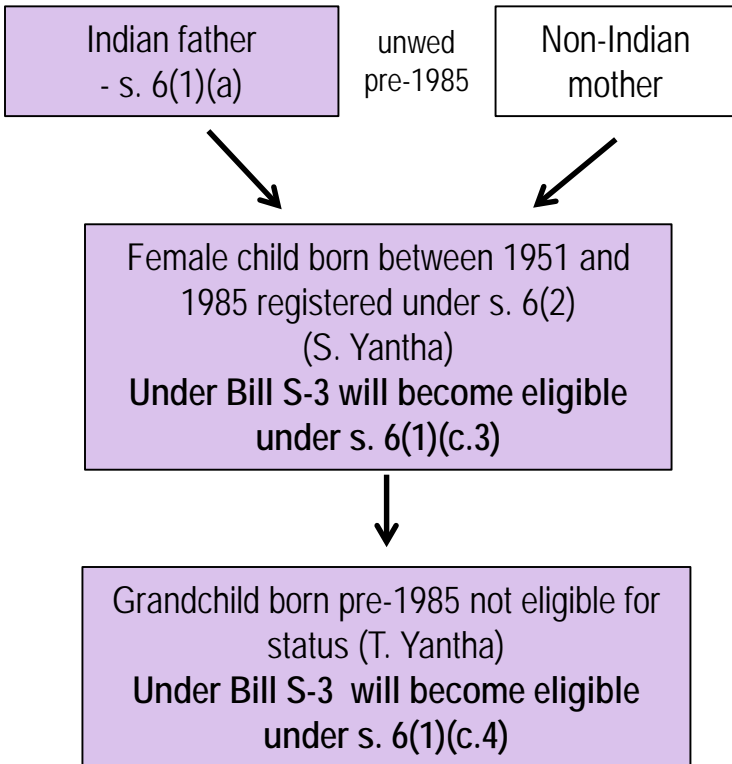 Indian father
- s. 6(1)(a)
unwed
pre-1985
Non-Indian
mother
Female child born between 1951 and
1985 registered under s. 6(2)
(S. Yantha)
Under Bill S-3 will become eligible
under s. 6(1)(c.3)
Grandchild born pre-1985 not eligible for
status (T. Yantha)
Under Bill S-3 will become eligible
under s. 6(1)(c.4)